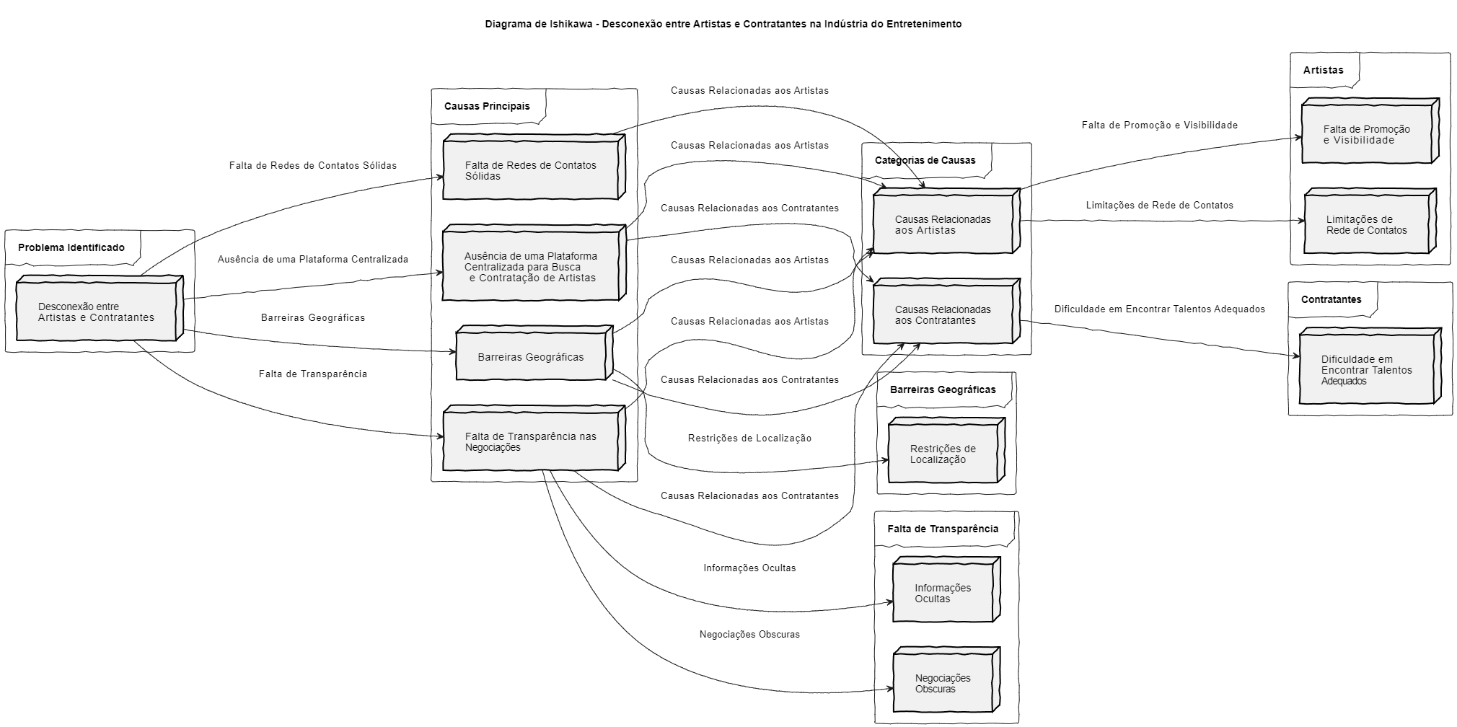 Diagrama de Ishikawa - Desconexão entre Artistas e Contratantes na Indústria do Entretenimento
Problema Identificado
Desconexão entre
Artistas e Contratantes
Falta de Redes de Contatos Sólidas
Ausência de uma Plataforma Centralizada
Barreiras Geográficas
Falta de Transparência
Causas Principais
Falta de Redes de Contatos
Sólidas
Ausência de uma Plataforma
Centralizada para Busca
e Contratação de Artistas
Barreiras Geográficas
Falta de Transparência nas
Negociações
Causas Relacionadas aos Artistas
Causas Relacionadas aos Artistas
Causas Relacionadas aos Contratantes
Causas Relacionadas aos Artistas
Causas Relacionadas aos Artistas
Causas Relacionadas aos Contratantes
Restrições de Localização
Causas Relacionadas aos Contratantes
Informações Ocultas
Negociações Obscuras
Categorias de Causas
Causas Relacionadas
aos Artistas
Causas Relacionadas
aos Contratantes
Barreiras Geográficas
Restrições de
Localização
Falta de Transparência
Informações
Ocultas
Negociações
Obscuras
Falta de Promoção e Visibilidade
Limitações de Rede de Contatos
Dificuldade em Encontrar Talentos Adequados
Artistas
Falta de Promoção
e Visibilidade
Limitações de
Rede de Contatos
Contratantes
Dificuldade em
Encontrar Talentos
Adequados